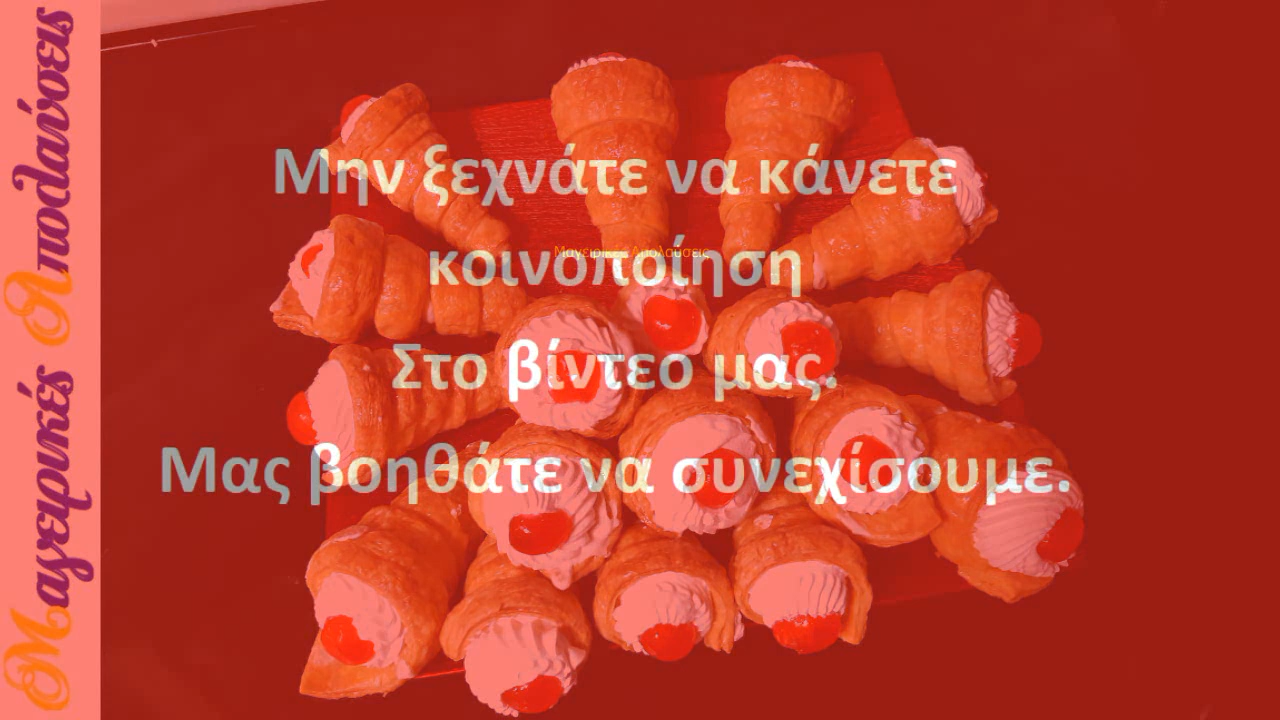 Μαγειρικές Απολαύσεις
Μην ξεχνάτε να κάνετε
Μαγειρικές Απολαύσεις
κοινοποίηση
Στο βίντεο μας.
Μας βοηθάτε να συνεχίσουμε.